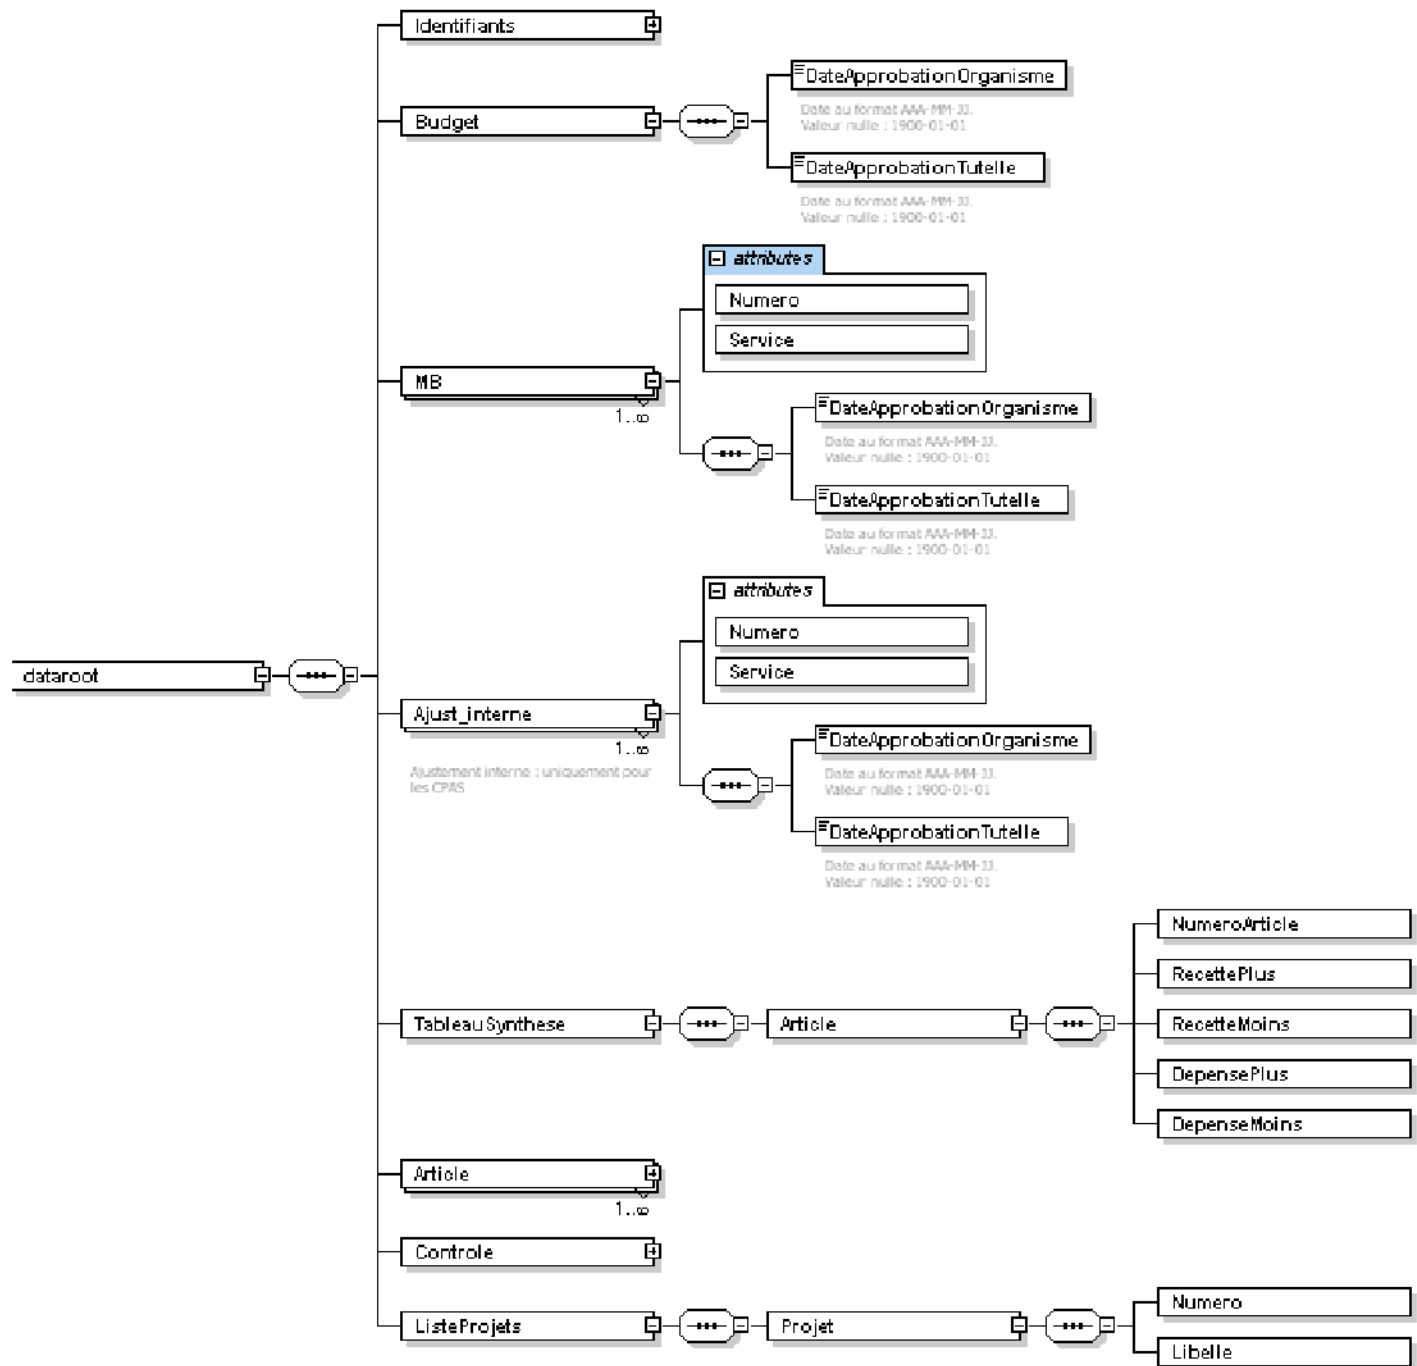 Identifiants
DateApprobationOrganisme
Date au format AAA-MM-JJ.
Valeur nulle : 1900-01-01
Budget
DateApprobationTutelle
Date au format AAA-MM-JJ.
Valeur nulle : 1900-01-01
attributes
Numero
Service
MB
1..∞
DateApprobationOrganisme
Date au format AAA-MM-JJ.
Valeur nulle : 1900-01-01
DateApprobationTutelle
Date au format AAA-MM-JJ.
Valeur nulle : 1900-01-01
attributes
Numero
Service
dataroot
Ajust_interne
1..∞
Ajustement interne : uniquement pour
les CPAS
DateApprobationOrganisme
Date au format AAA-MM-JJ.
Valeur nulle : 1900-01-01
DateApprobationTutelle
Date au format AAA-MM-JJ.
Valeur nulle : 1900-01-01
TableauSynthese
Article
NumeroArticle
RecettePlus
RecetteMoins
DepensePlus
DepenseMoins
Article
1..∞
Controle
ListeProjets
Projet
Numero
Libelle